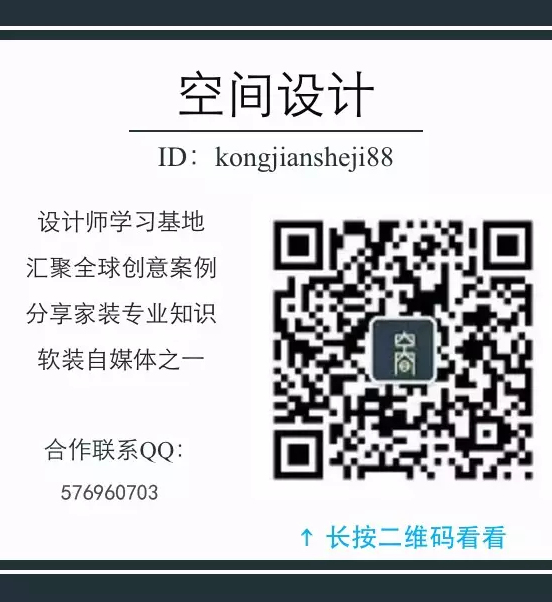 空间设计
ID：kongjiansheji88
设计师学习基地
汇聚全球创意案例
分享家装专业知识
软装自媒体之一
合作联系QQ：
576960703
空间
↑ 长按二维码看看